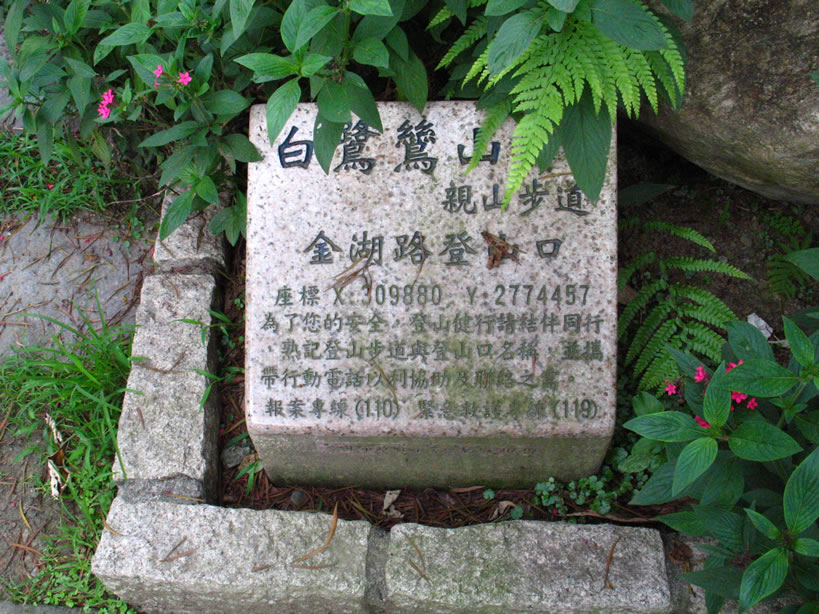 白鷺鷥山
親山步道
金湖路登山口
座標 X:309880 Y:2774457
為了您的安全，登山健行請結伴同行
、熟記登山步道與登山口名稱，並攜
帶行動電話以利協助及聯絡之需。
報案專線(110) 緊急救護專線(119)